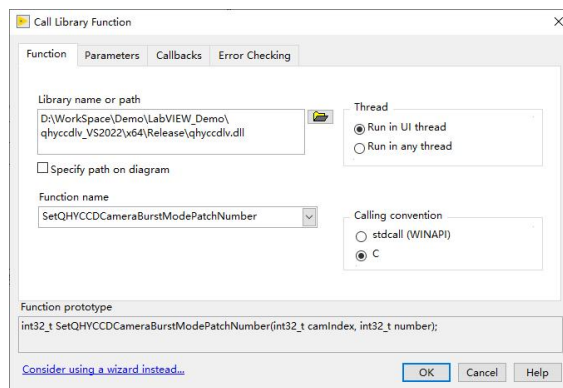 Call Library Function
Function Parameters Callbacks Error Checking
Library name or path
D:\WorkSpace\Demo\LabVIEW_Demo\
qhyccdlv_VS2022\x64\Release\qhyccdlv.dll
Specify path on diagram
Function name
SetQHYCCDCameraBurstModePatchNumber
Thread
Run in UI thread
Run in any thread
Calling convention
stdcall (WINAPI)
C
Function prototype
int32_t SetQHYCCDCameraBurstModePatchNumber(int32_t camIndex, int32_t number);
Consider using a wizard instead...
OK Cancel Help